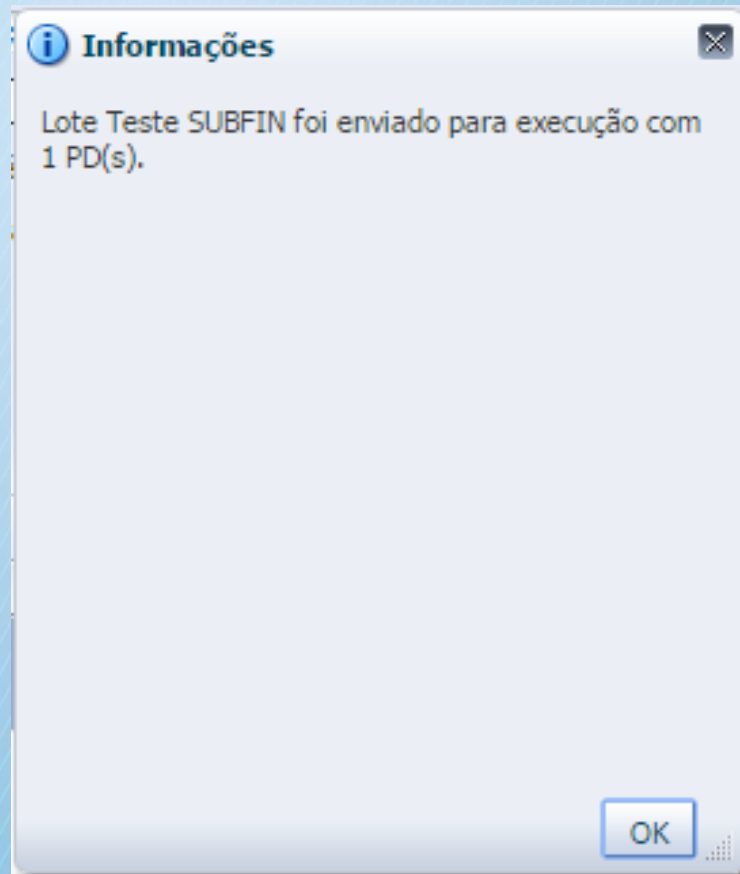 Informações
Lote Teste SUBFIN foi enviado para execução com
1 PD(s).
OK